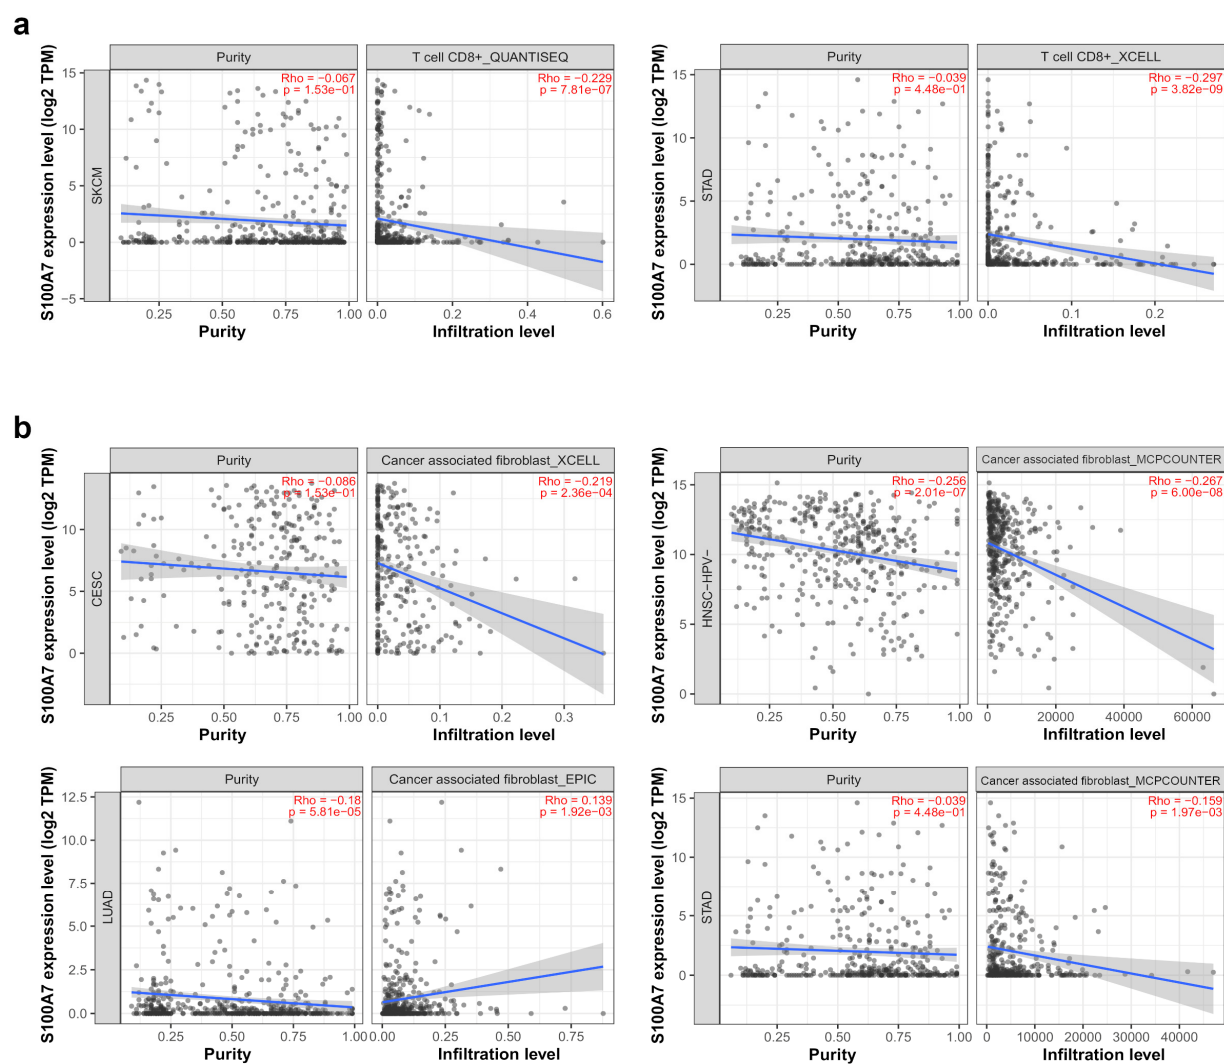 a
S100A7 expression level (log2 TPM)
SKCM
Purity
T cell CD8+_QUANTISEQ
Rho = −0.067
p = 1.53e−01
Rho = −0.229
p = 7.81e−07
15
10
5
0
−5
0.25 0.50 0.75 1.00
0.0 0.2 0.4 0.6
Purity
Infiltration level
S100A7 expression level (log2 TPM)
STAD
Purity
T cell CD8+_XCELL
Rho = −0.039
p = 4.48e−01
Rho = −0.297
p = 3.82e−09
15
10
5
0
0.25 0.50 0.75 1.00
0.0 0.1 0.2
Purity
Infiltration level
b
S100A7 expression level (log2 TPM)
CESC
Purity
Cancer associated fibroblast_XCELL
Rho = −0.086
p = 1.53e−01
Rho = −0.219
p = 2.36e−04
10
5
0
0.25 0.50 0.75 1.00
0.0 0.1 0.2 0.3
Purity
Infiltration level
S100A7 expression level (log2 TPM)
HNSC−HPV−
Purity
Cancer associated fibroblast_MCPCOUNTER
Rho = −0.256
p = 2.01e−07
Rho = −0.267
p = 6.00e−08
15
10
5
0
0.25 0.50 0.75 1.00
0 20000 40000 60000
Purity
Infiltration level
S100A7 expression level (log2 TPM)
LUAD
Purity
Cancer associated fibroblast_EPIC
Rho = −0.18
p = 5.81e−05
Rho = 0.139
p = 1.92e−03
12.5
10.0
7.5
5.0
2.5
0.0
0.25 0.50 0.75 1.00
0.00 0.25 0.50 0.75
Purity
Infiltration level
S100A7 expression level (log2 TPM)
STAD
Purity
Cancer associated fibroblast_MCPCOUNTER
Rho = −0.039
p = 4.48e−01
Rho = −0.159
p = 1.97e−03
15
10
5
0
0.25 0.50 0.75 1.00
0 10000 20000 30000 40000
Purity
Infiltration level